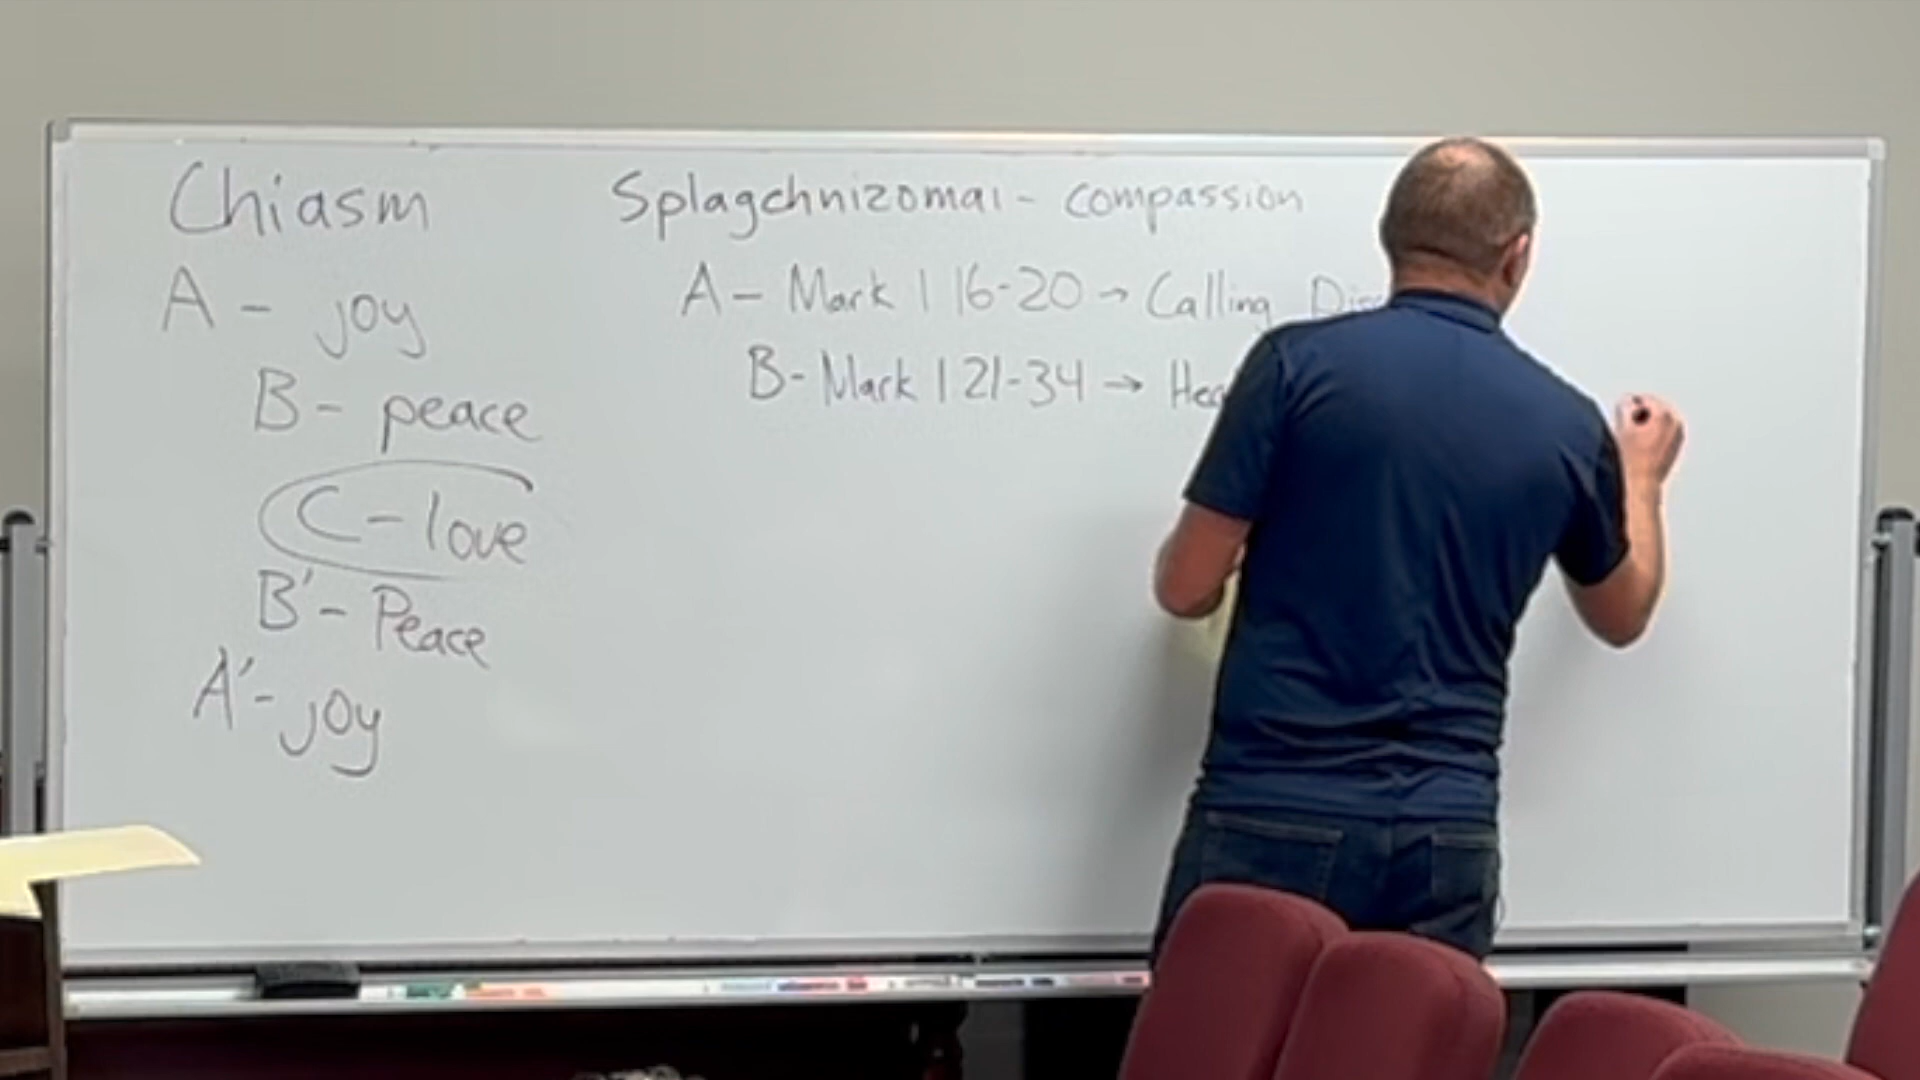 Chiasm
A - joy
B - peace
C - love
B' - Peace
A' - joy
Splagchnizomai - compassion
A - Mark 1 16-20 → Calling
B - Mark 1 21-34 →